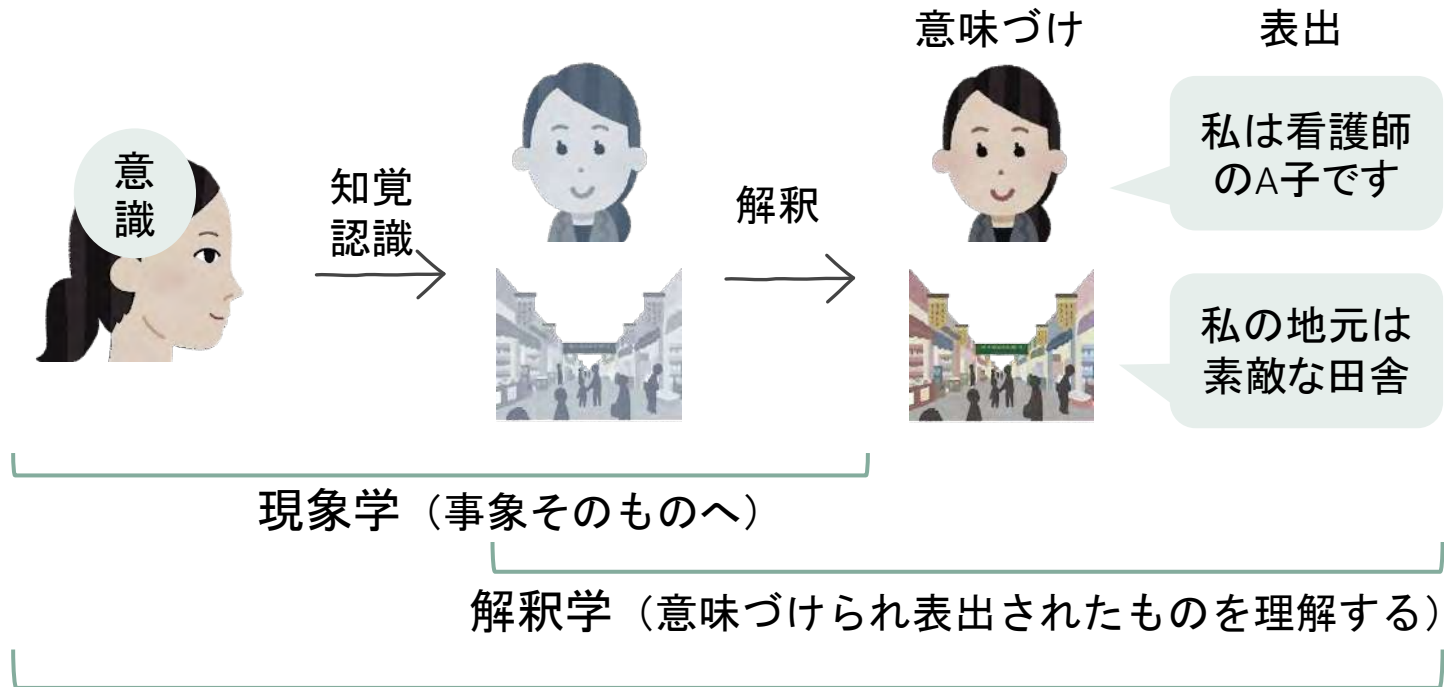 意味づけ
表出
意
識
知覚
認識
解釈
私は看護師
のA子です
私の地元は
素敵な田舎
現象学（事象そのものへ）
解釈学（意味づけられ表出されたものを理解する）